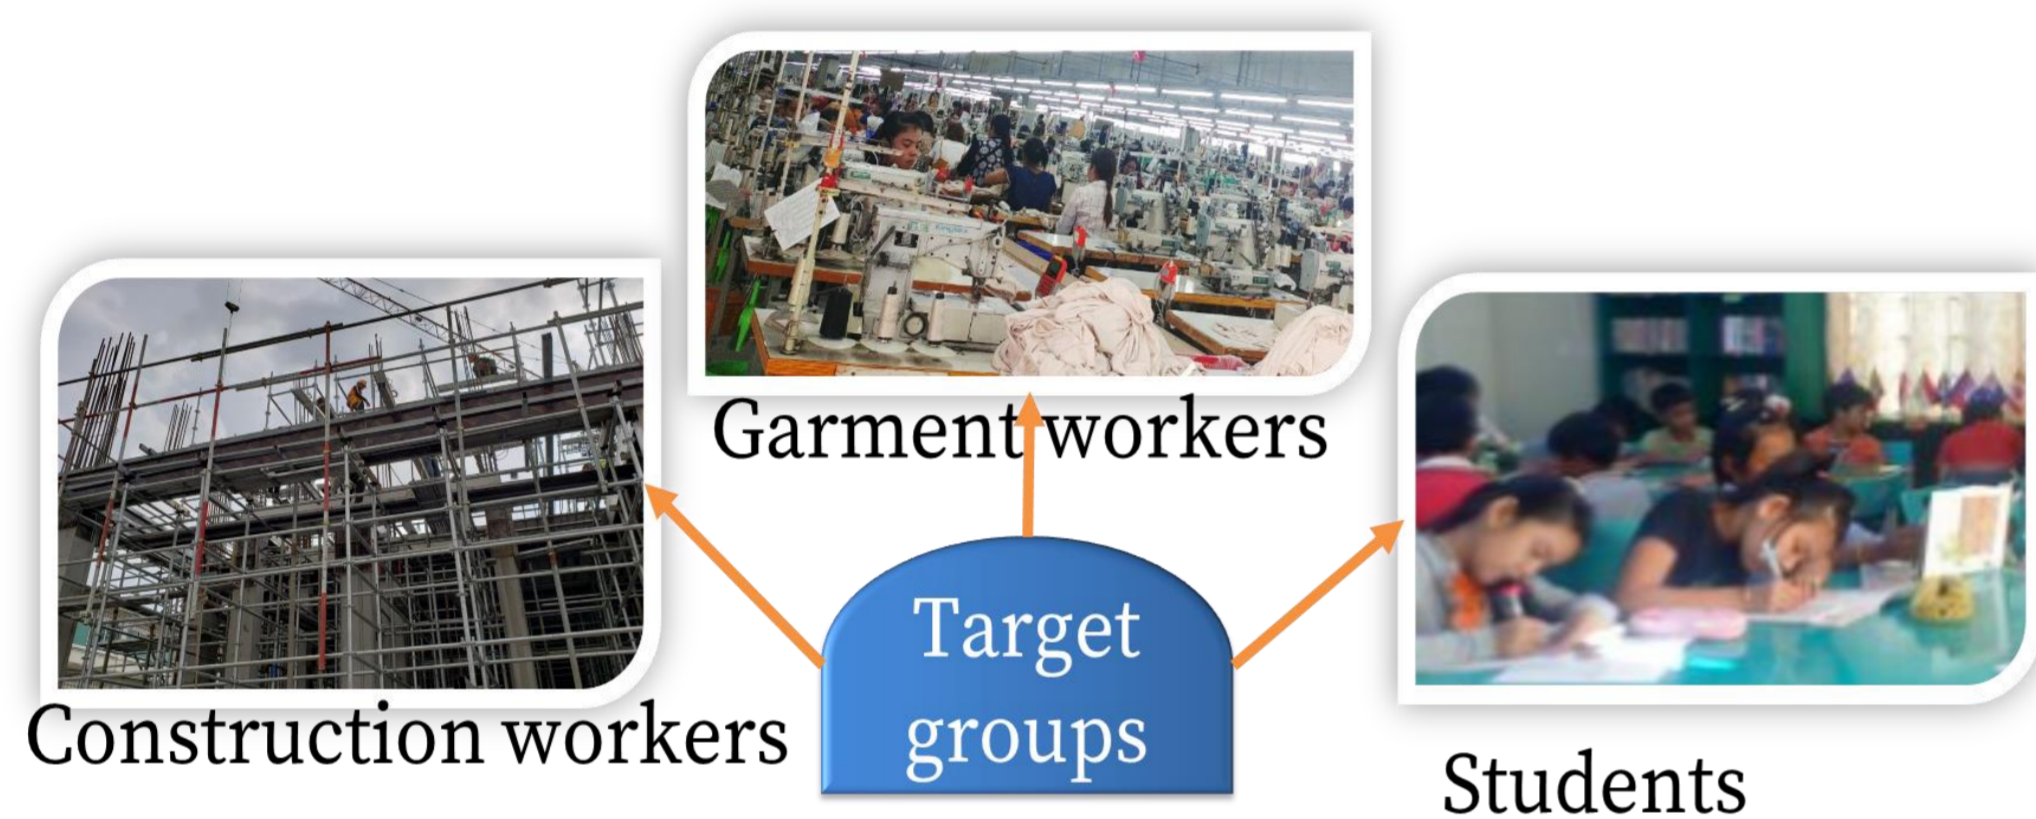 Garment workers
Construction workers
Target
groups
Students